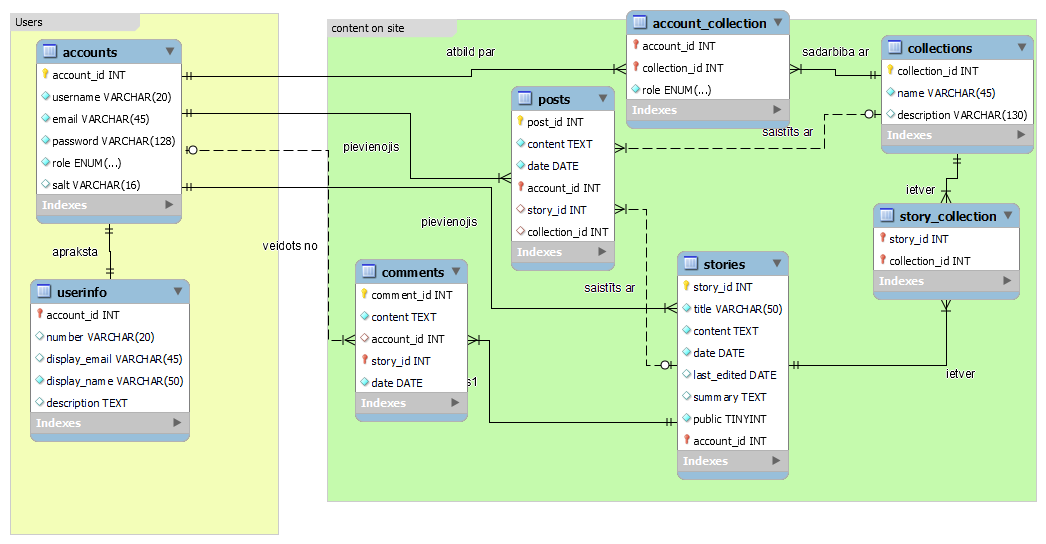 Users
accounts
account_id INT
username VARCHAR(20)
email VARCHAR(45)
password VARCHAR(128)
role ENUM(...)
salt VARCHAR(16)
Indexes
apraksta
userinfo
account_id INT
number VARCHAR(20)
display_email VARCHAR(45)
display_name VARCHAR(50)
description TEXT
Indexes
content on site
atbild par
pievienojis
pievienojis
veidots no
account_collection
account_id INT
collection_id INT
role ENUM(...)
Indexes
sadarbiba ar
collections
collection_id INT
name VARCHAR(45)
description VARCHAR(130)
Indexes
posts
post_id INT
content TEXT
date DATE
account_id INT
story_id INT
collection_id INT
Indexes
saistīts ar
saistīts ar
ietver
story_collection
story_id INT
collection_id INT
Indexes
ietver
comments
comment_id INT
content TEXT
account_id INT
story_id INT
date DATE
Indexes
s1
stories
story_id INT
title VARCHAR(50)
content TEXT
date DATE
last_edited DATE
summary TEXT
public TINYINT
account_id INT
Indexes